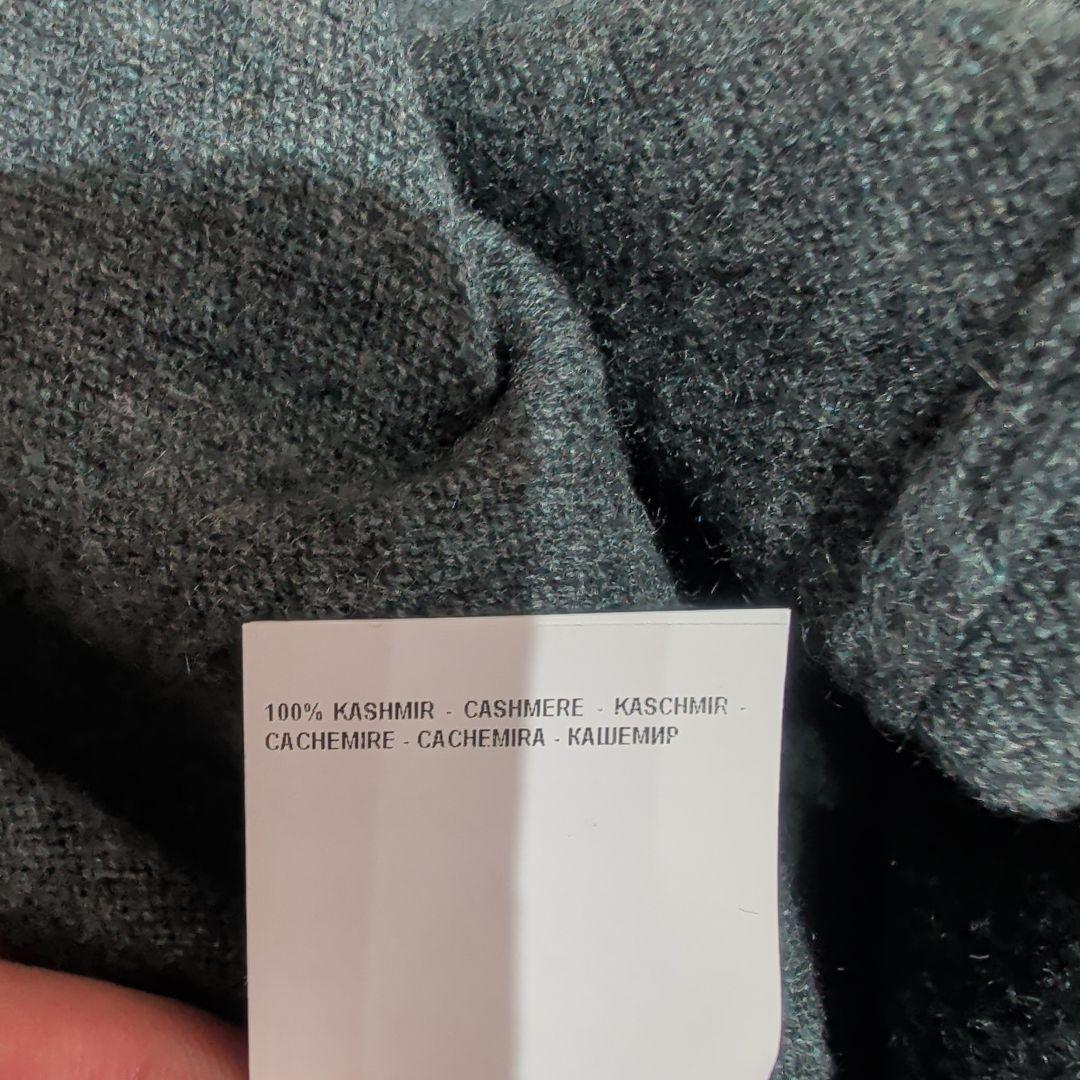 100% KASHMIR - CASHMERE - KASCHMIR -
CACHEMIRE - CACHEMIRA - КАШЕМИР